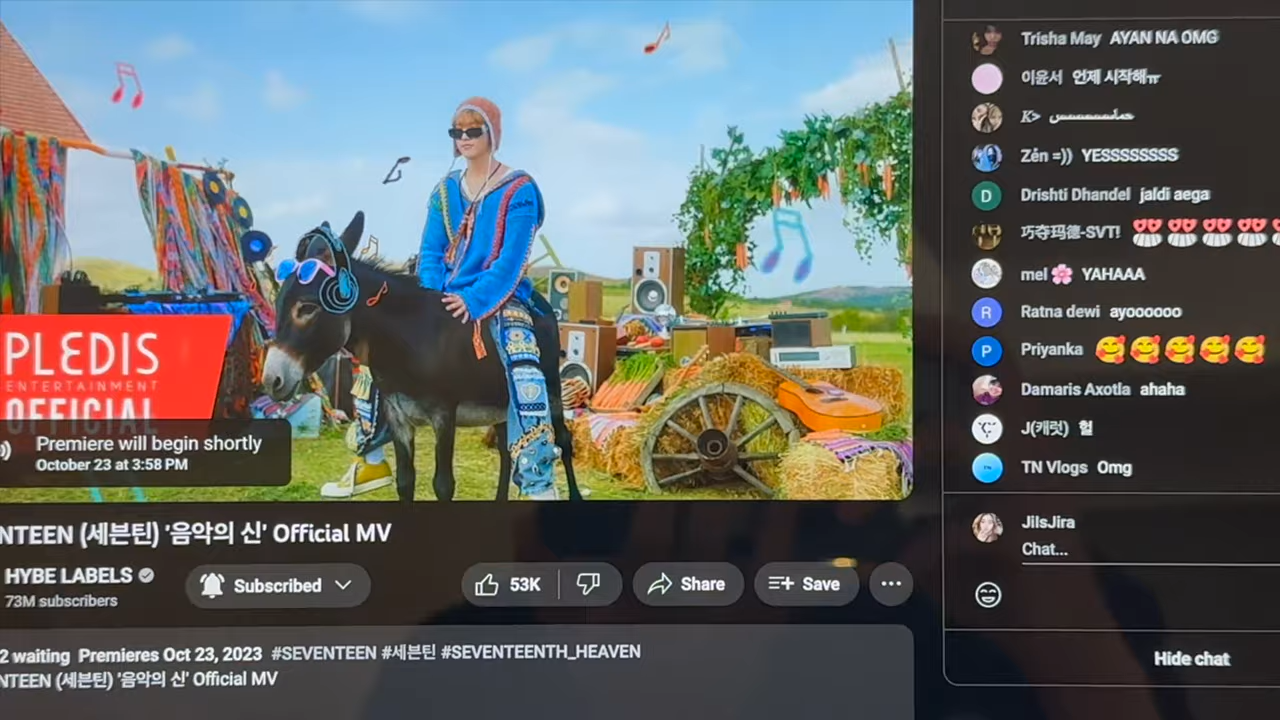 PLEDIS
ENTERTAINMENT
OFFICIAL
Premiere will begin shortly
October 23 at 3:58 PM
NTEEN (세븐틴) '음악의 신' Official MV
HYBE LABELS
73M subscribers
Subscribed
53K
Share
Save
2 waiting Premieres Oct 23, 2023 #SEVENTEEN #세븐틴 #SEVENTEENTH_HEAVEN
NTEEN (세븐틴) '음악의 신' Official MV
Trisha May AYAN NA OMG
이윤서 언제 시작해ㅠ
K>
Zên =)) YESSSSSSSS
D Drishti Dhandel jaldi aega
巧夺玛德-SVT!
mel🌸 YAHAAA
R Ratna dewi ayoooooo
P Priyanka 🥰🥰🥰🥰🥰
Damaris Axotla ahaha
J(캐럿) 헐
TN Vlogs Omg
JilsJira
Chat...
Hide chat